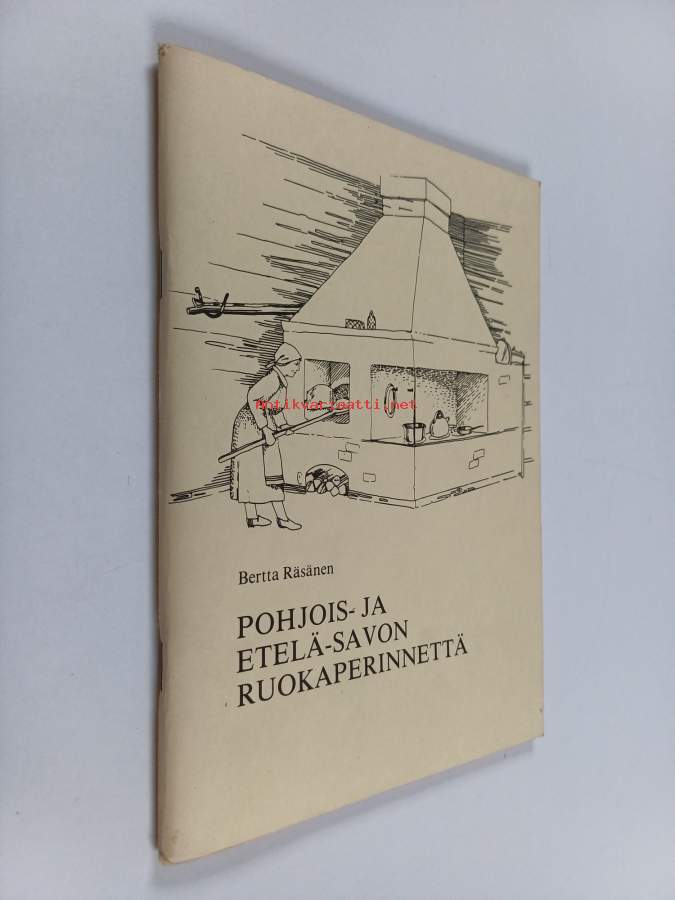 Antikvariaatti.net
Bertta Räsänen
POHJOIS- JA
ETELÄ-SAVON
RUOKAPERINNETTÄ